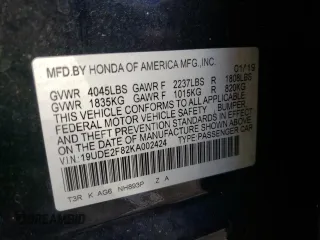 MFD.BY HONDA OF AMERICA MFG.,INC. 01/19
GVWR 4045LBS GAWR F 2237LBS R 1808LBS
GVWR 1835KG GAWR F 1015KG R 820KG
THIS VEHICLE CONFORMS TO ALL APPLICABLE
FEDERAL MOTOR VEHICLE SAFETY, BUMPER,
AND THEFT PREVENTION STANDARDS IN EFFECT
ON THE DATE OF MANUFACTURE SHOWN ABOVE.
V.I.N. 19UDE2F82KA002424 TYPE PASSENGER CAR
T3R K AG6 NH893P Z A